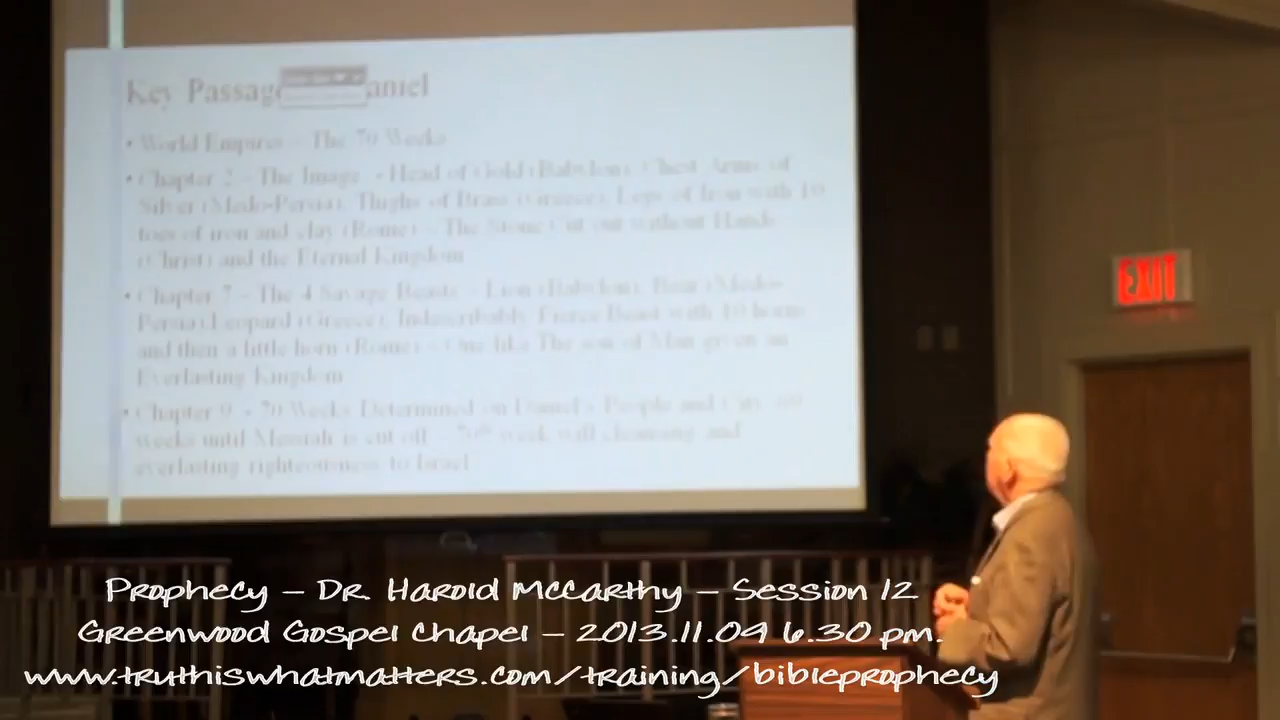 Key Passag aniel
• World Empires – The 70 Weeks
• Chapter 2 – The Image - Head of Gold (Babylon), Chest Arms of
Silver (Medo-Persia), Thighs of Brass (Greece), Legs of Iron with 10
toes of iron and clay (Rome) – The Stone Cut out without Hands
(Christ) and the Eternal Kingdom
• Chapter 7 – The 4 Savage Beasts – Lion (Babylon), Bear (Medo-
Persia) Leopard (Greece), Indescribably Fierce Beast with 10 horns
and then a little horn (Rome) – One like The son of Man given an
Everlasting Kingdom
• Chapter 9 - 70 Weeks Determined on Daniel's People and City
weeks until Messiah is cut off – 70th week will cleansing and
everlasting righteousness to Israel
EXIT
Prophecy – Dr. Harold McCarthy – Session 12
Greenwood Gospel Chapel – 2013.11.09 6.30 pm.
www.truthiswhatmatters.com/training/bibleprophecy